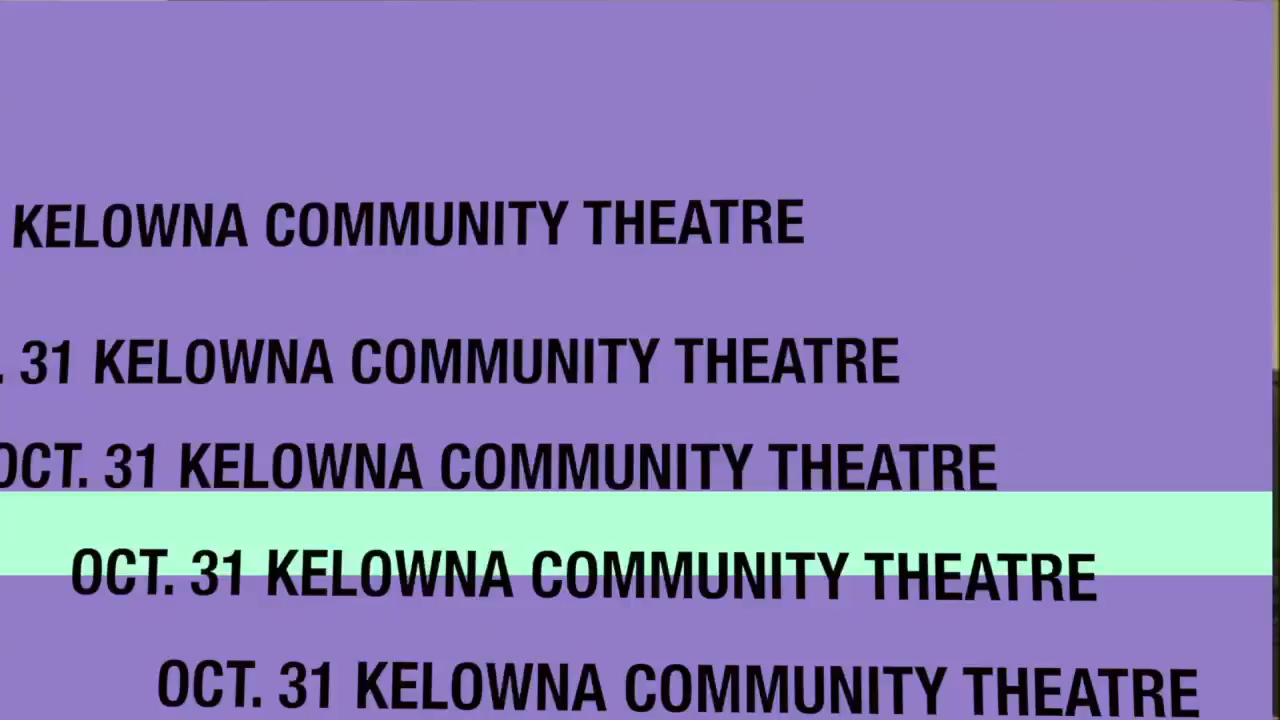 KELOWNA COMMUNITY THEATRE
. 31 KELOWNA COMMUNITY THEATRE
OCT. 31 KELOWNA COMMUNITY THEATRE
OCT. 31 KELOWNA COMMUNITY THEATRE
OCT. 31 KELOWNA COMMUNITY THEATRE